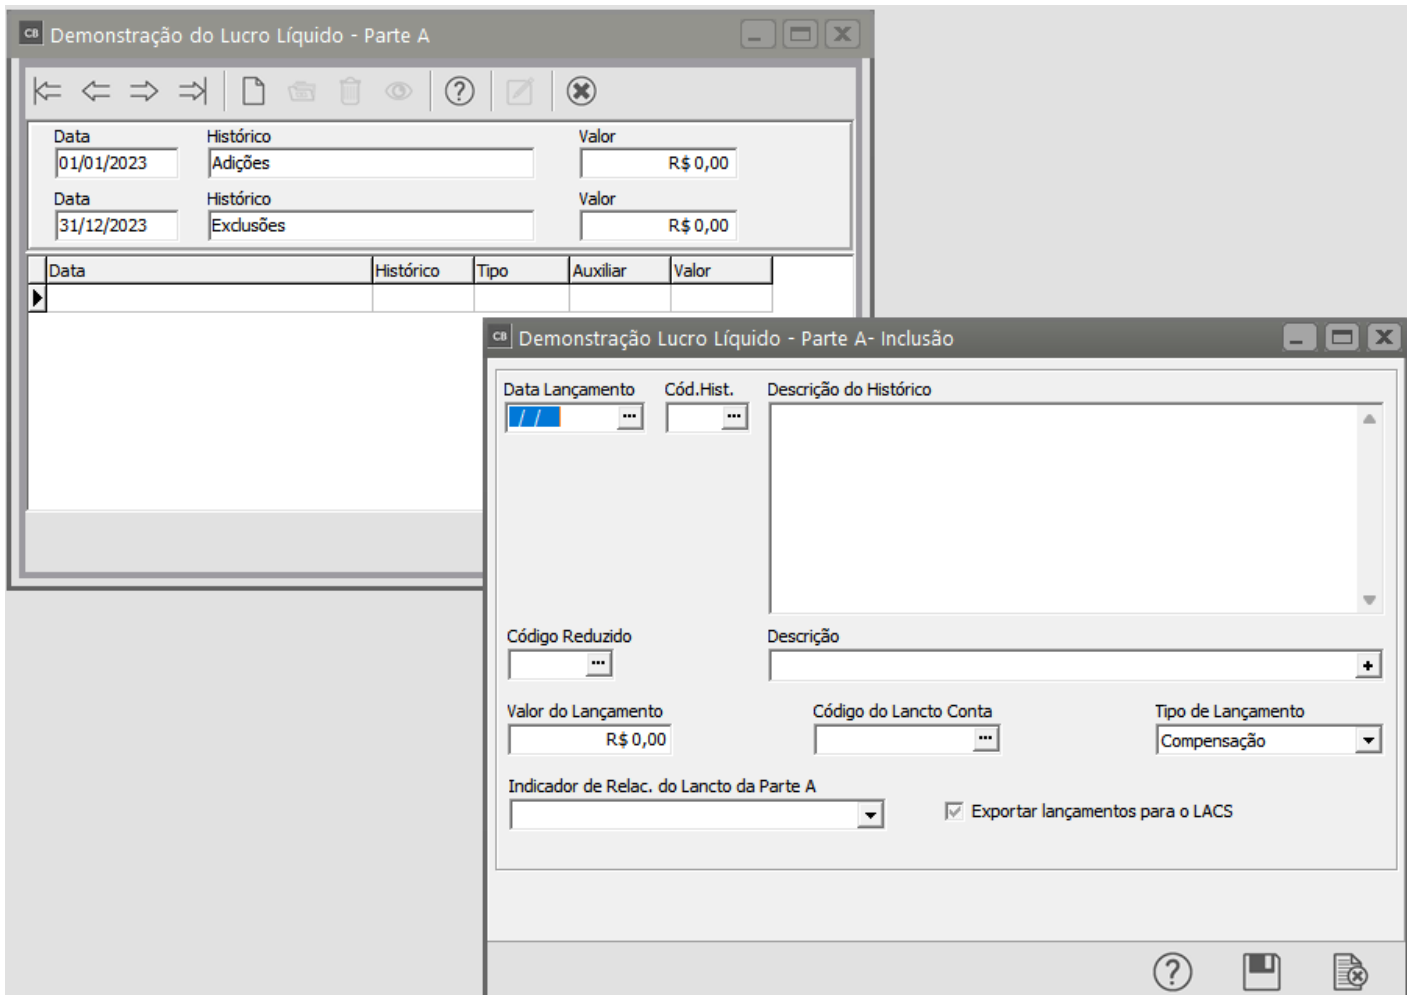 CB Demonstração do Lucro Líquido - Parte A
Data Histórico Valor
01/01/2023 Adições R$ 0,00
Data Histórico Valor
31/12/2023 Exclusões R$ 0,00
Data Histórico Tipo Auxiliar Valor
CB Demonstração Lucro Líquido - Parte A- Inclusão
Data Lançamento Cód.Hist. Descrição do Histórico
/ /
Código Reduzido Descrição
Valor do Lançamento Código do Lancto Conta Tipo de Lançamento
R$ 0,00 Compensação
Indicador de Relac. do Lancto da Parte A
Exportar lançamentos para o LACS